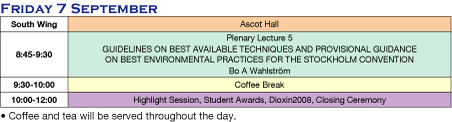 FRIDAY 7 SEPTEMBER
South Wing Ascot Hall
8:45-9:30
Plenary Lecture 5
GUIDELINES ON BEST AVAILABLE TECHNIQUES AND PROVISIONAL GUIDANCE
ON BEST ENVIRONMENTAL PRACTICES FOR THE STOCKHOLM CONVENTION
Bo A Wahlström
9:30-10:00 Coffee Break
10:00-12:00 Highlight Session, Student Awards, Dioxin2008, Closing Ceremony
• Coffee and tea will be served throughout the day.